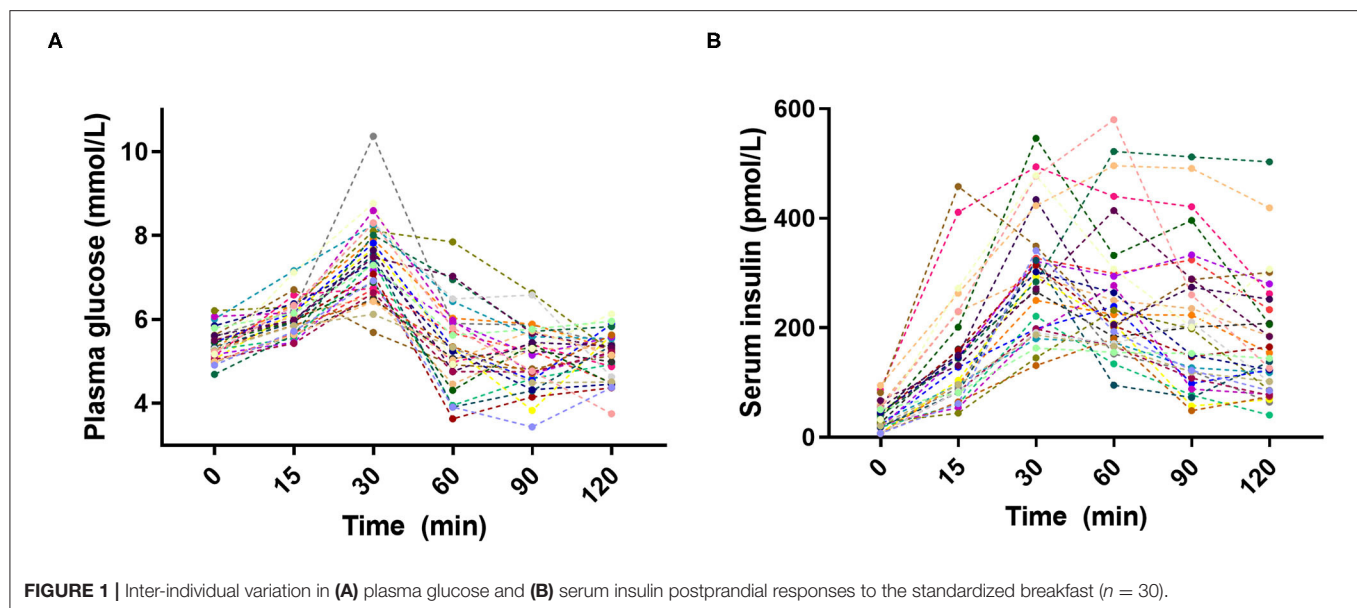 A
Plasma glucose (mmol/L)
10
8
6
4
0 15 30 60 90 120
Time (min)
B
Serum insulin (pmol/L)
600
400
200
0
0 15 30 60 90 120
Time (min)
FIGURE 1 | Inter-individual variation in (A) plasma glucose and (B) serum insulin postprandial responses to the standardized breakfast (n = 30).